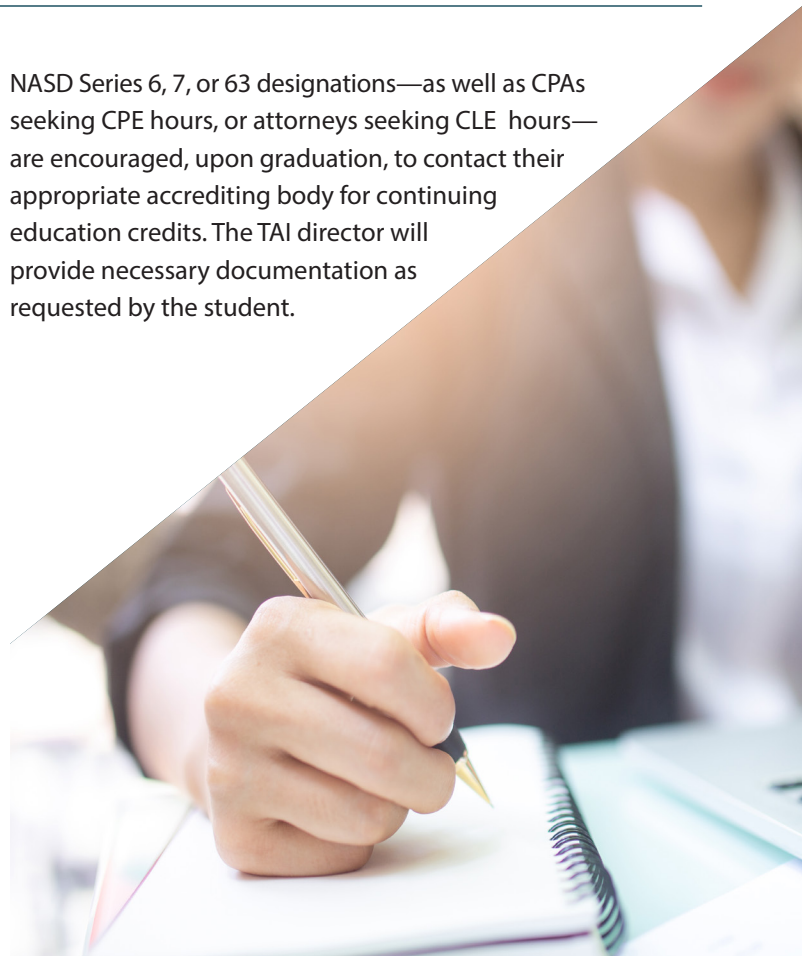 NASD Series 6, 7, or 63 designations—as well as CPAs
seeking CPE hours, or attorneys seeking CLE  hours—
are encouraged, upon graduation, to contact their
appropriate accrediting body for continuing
education credits. The TAI director will
provide necessary documentation as
requested by the student.